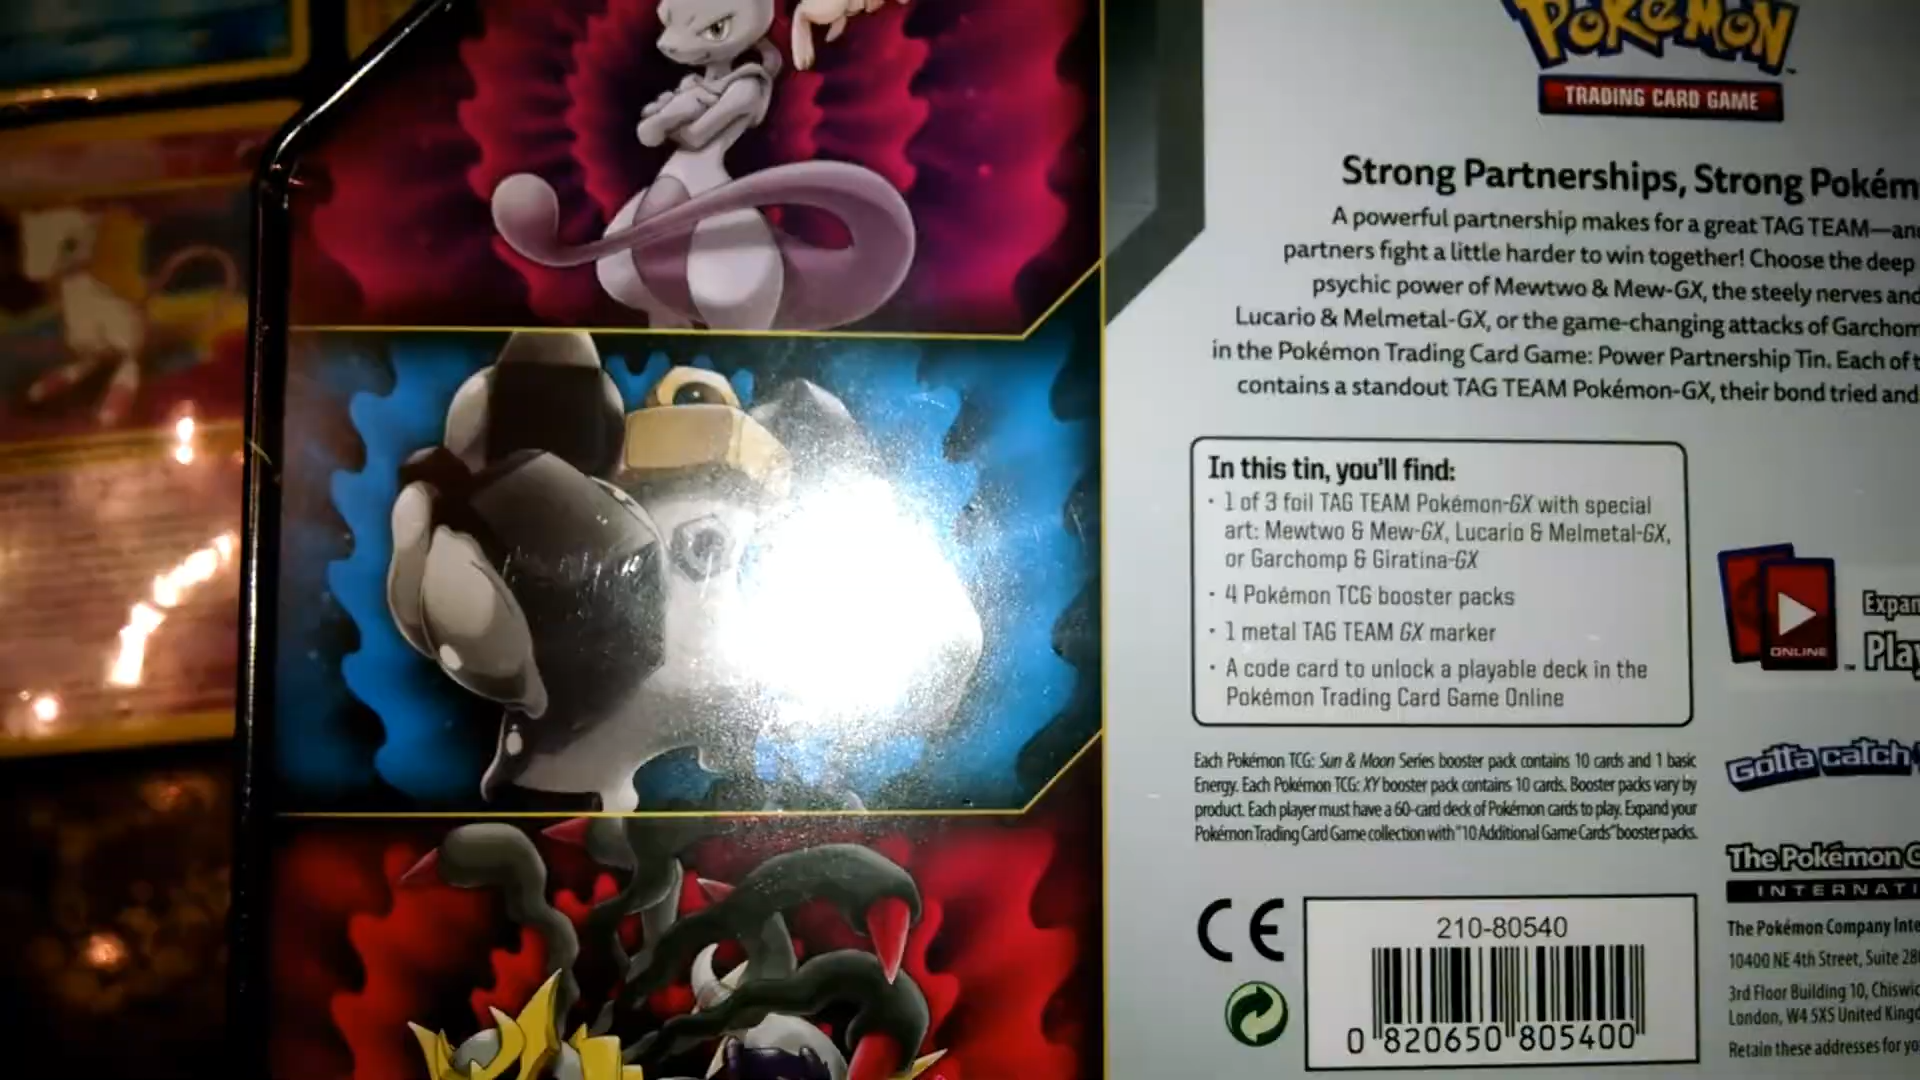 POKéMON
TRADING CARD GAME
Strong Partnerships, Strong Pokém
A powerful partnership makes for a great TAG TEAM—and
partners fight a little harder to win together! Choose the deep
psychic power of Mewtwo & Mew-GX, the steely nerves and
Lucario & Melmetal-GX, or the game-changing attacks of Garchom
in the Pokémon Trading Card Game: Power Partnership Tin. Each of t
contains a standout TAG TEAM Pokémon-GX, their bond tried and
In this tin, you'll find:
· 1 of 3 foil TAG TEAM Pokémon-GX with special
art: Mewtwo & Mew-GX, Lucario & Melmetal-GX,
or Garchomp & Giratina-GX
· 4 Pokémon TCG booster packs
· 1 metal TAG TEAM GX marker
· A code card to unlock a playable deck in the
Pokémon Trading Card Game Online
ONLINE
Expan
Play
Each Pokémon TCG: Sun & Moon Series booster pack contains 10 cards and 1 basic
Energy. Each Pokémon TCG: XY booster pack contains 10 cards. Booster packs vary by
product. Each player must have a 60-card deck of Pokémon cards to play. Expand your
Pokémon Trading Card Game collection with "10 Additional Game Cards" booster packs.
Gotta catch
The Pokémon C
INTERNATI
The Pokémon Company Inte
10400 NE 4th Street, Suite 28
3rd Floor Building 10, Chiswic
London, W4 5XS United Kingd
Retain these addresses for yo
CE
210-80540
0 820650 805400